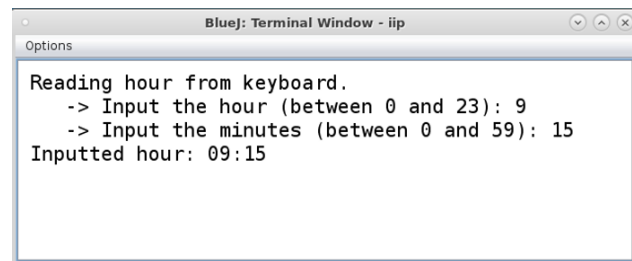 BlueJ: Terminal Window - iip
Options
Reading hour from keyboard.
   -> Input the hour (between 0 and 23): 9
   -> Input the minutes (between 0 and 59): 15
Inputted hour: 09:15